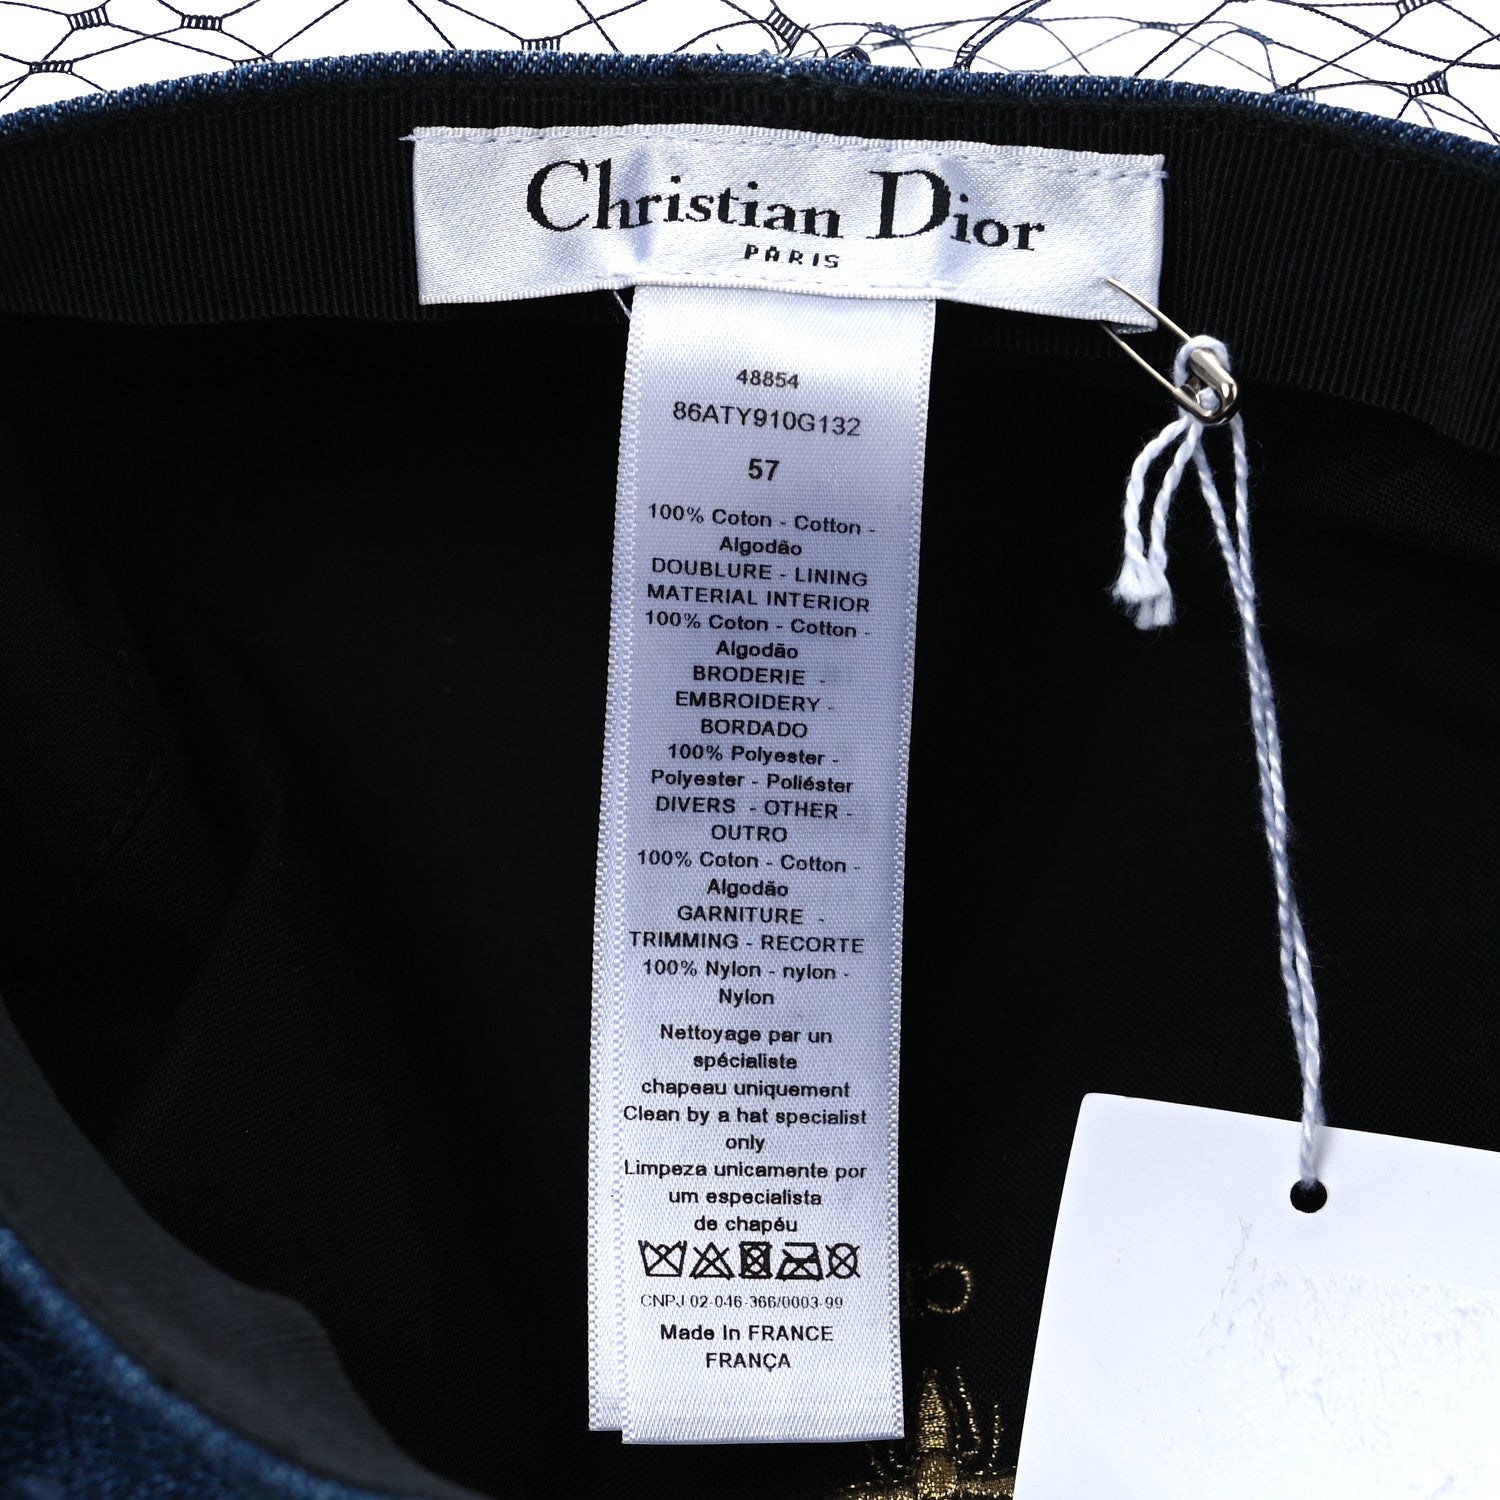 Christian Dior
PARIS
48854
86ATY910G132
57
100% Coton - Cotton -
Algodão
DOUBLURE - LINING
MATERIAL INTERIOR
100% Coton - Cotton -
Algodão
BRODERIE -
EMBROIDERY -
BORDADO
100% Polyester -
Polyester - Poliéster
DIVERS - OTHER -
OUTRO
100% Coton - Cotton -
Algodão
GARNITURE -
TRIMMING - RECORTE
100% Nylon - nylon -
Nylon
Nettoyage par un
spécialiste
chapeau uniquement
Clean by a hat specialist
only
Limpeza unicamente por
um especialista
de chapéu
CNPJ 02-046-366/0003-99
Made In FRANCE
FRANÇA